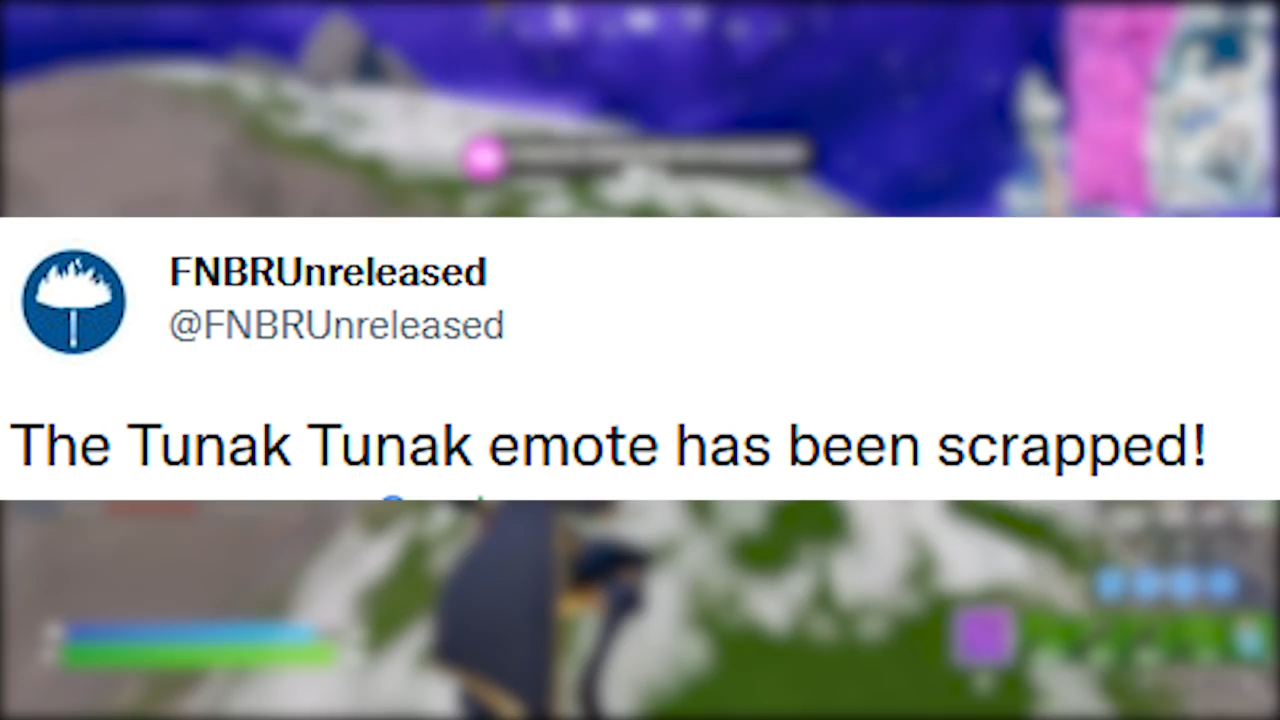 FNBRUnreleased
@FNBRUnreleased
The Tunak Tunak emote has been scrapped!